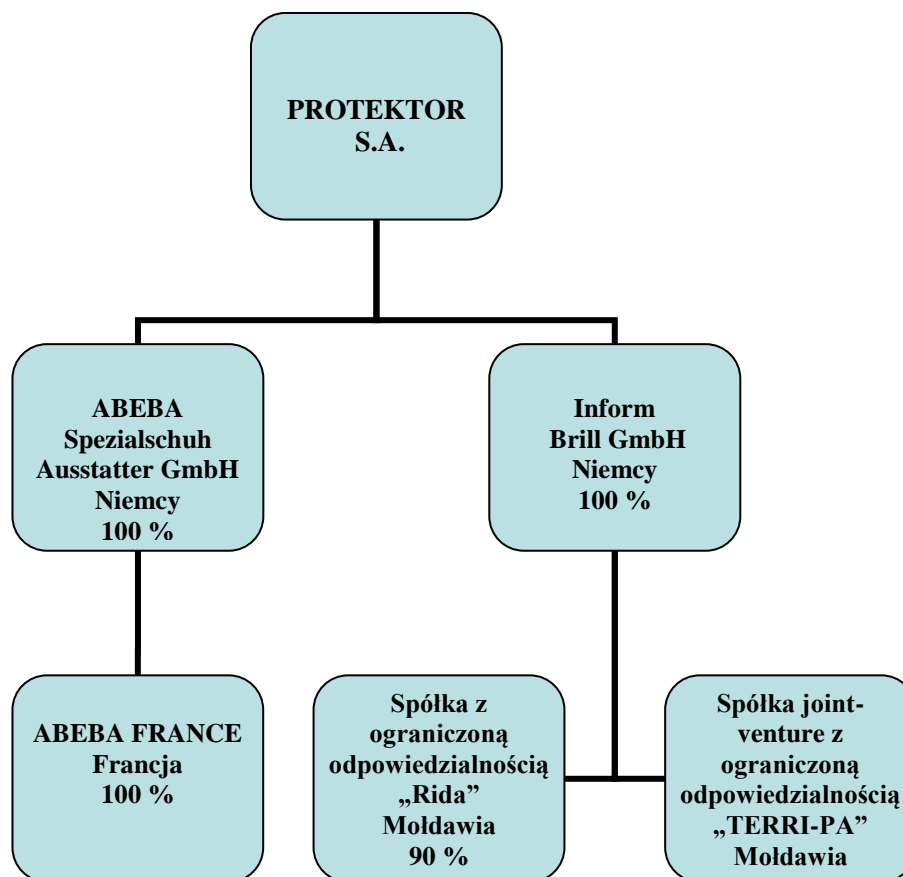 PROTEKTOR
S.A.
ABEBA
Spezialschuh
Ausstatter GmbH
Niemcy
100 %
Inform
Brill GmbH
Niemcy
100 %
ABEBA FRANCE
Francja
100 %
Spółka z
ograniczoną
odpowiedzialnością
„Rida”
Mołdawia
90 %
Spółka joint-
venture z
ograniczoną
odpowiedzialnością
„TERRI-PA”
Mołdawia